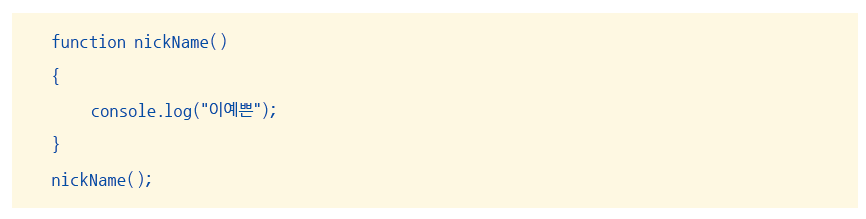 function nickName()
{
    console.log("이예쁜");
}
nickName();